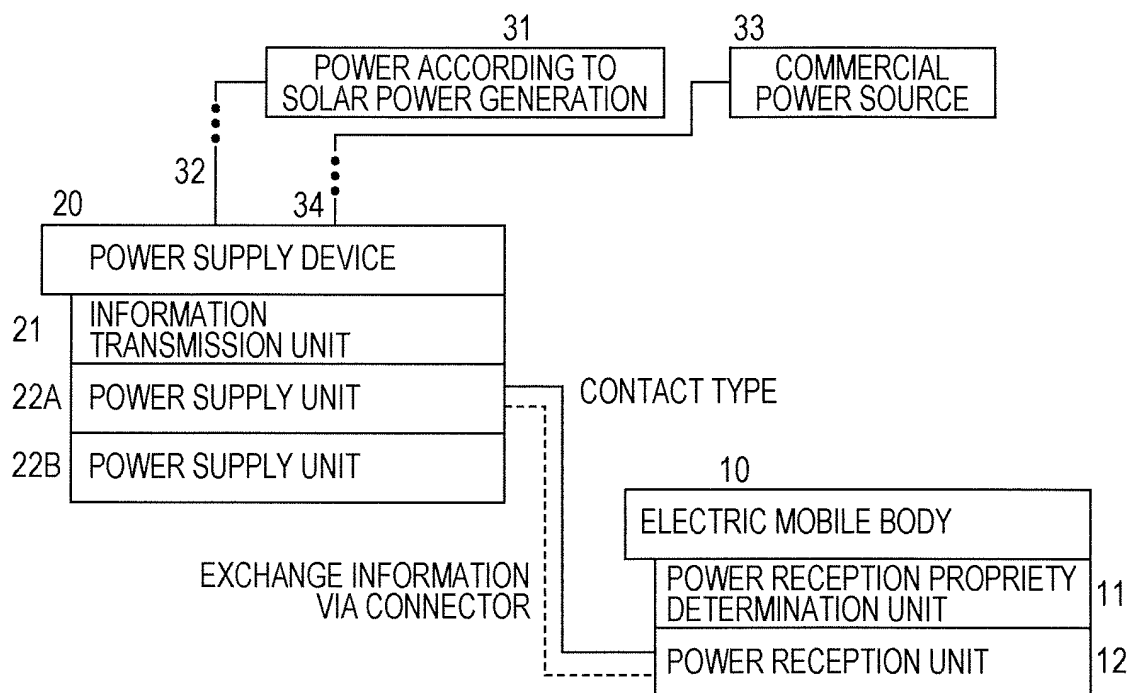 31
POWER ACCORDING TO
SOLAR POWER GENERATION
33
COMMERCIAL
POWER SOURCE
32
34
20
POWER SUPPLY DEVICE
21
INFORMATION
TRANSMISSION UNIT
22A
POWER SUPPLY UNIT
CONTACT TYPE
22B
POWER SUPPLY UNIT
10
ELECTRIC MOBILE BODY
EXCHANGE INFORMATION
VIA CONNECTOR
POWER RECEPTION PROPRIETY
DETERMINATION UNIT
11
POWER RECEPTION UNIT
12